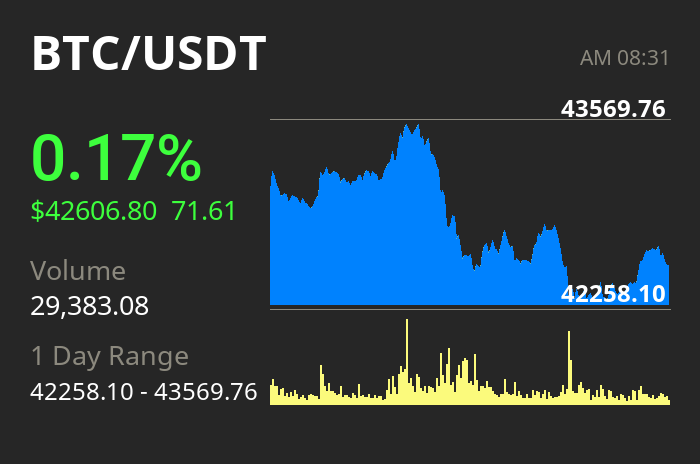 BTC/USDT
AM 08:31
43569.76
0.17%
$42606.80 71.61
Volume
29,383.08
42258.10
1 Day Range
42258.10 - 43569.76